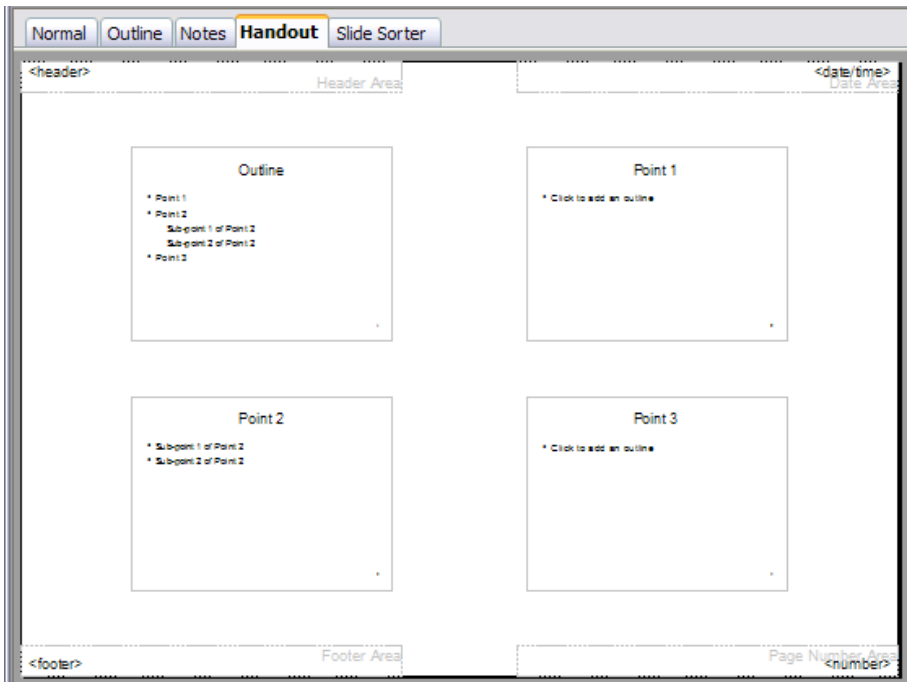 Normal Outline Notes Handout Slide Sorter
<header> Header Area <date/time> Date Area
Outline
* Point 1
* Point 2
Sub-point 1 of Point 2
Sub-point 2 of Point 2
* Point 3
Point 1
* Click to add an outline
Point 2
* Sub-point 1 of Point 2
* Sub-point 2 of Point 2
Point 3
* Click to add an outline
<footer> Footer Area Page Number Area <number>